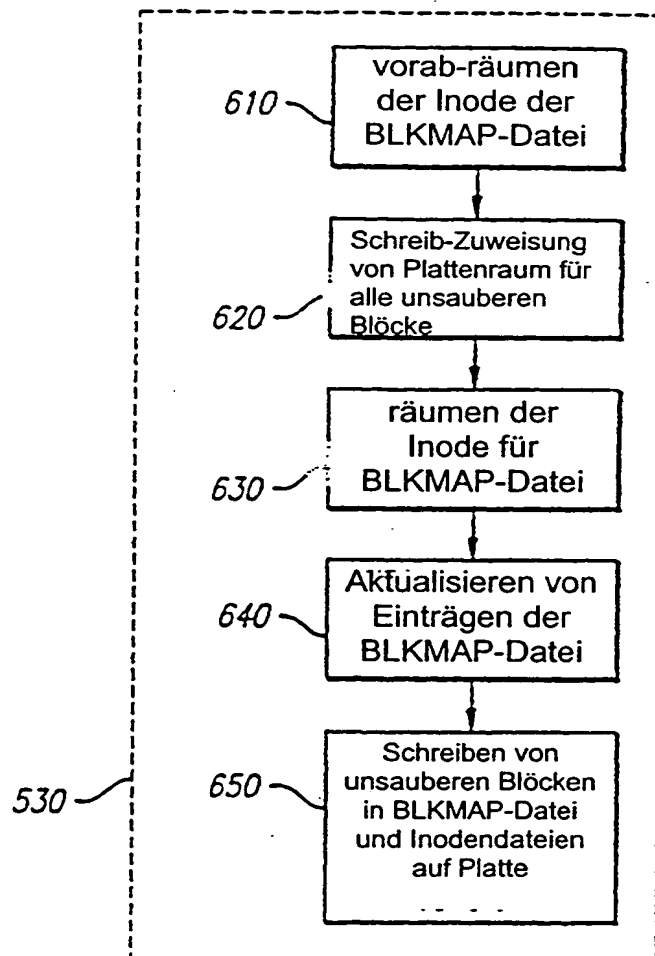 610
vorab-räumen
der Inode der
BLKMAP-Datei
620
Schreib-Zuweisung
von Plattenraum für
alle unsauberen
Blöcke
630
räumen der
Inode für
BLKMAP-Datei
640
Aktualisieren von
Einträgen der
BLKMAP-Datei
530
650
Schreiben von
unsauberen Blöcken
in BLKMAP-Datei
und Inodendateien
auf Platte